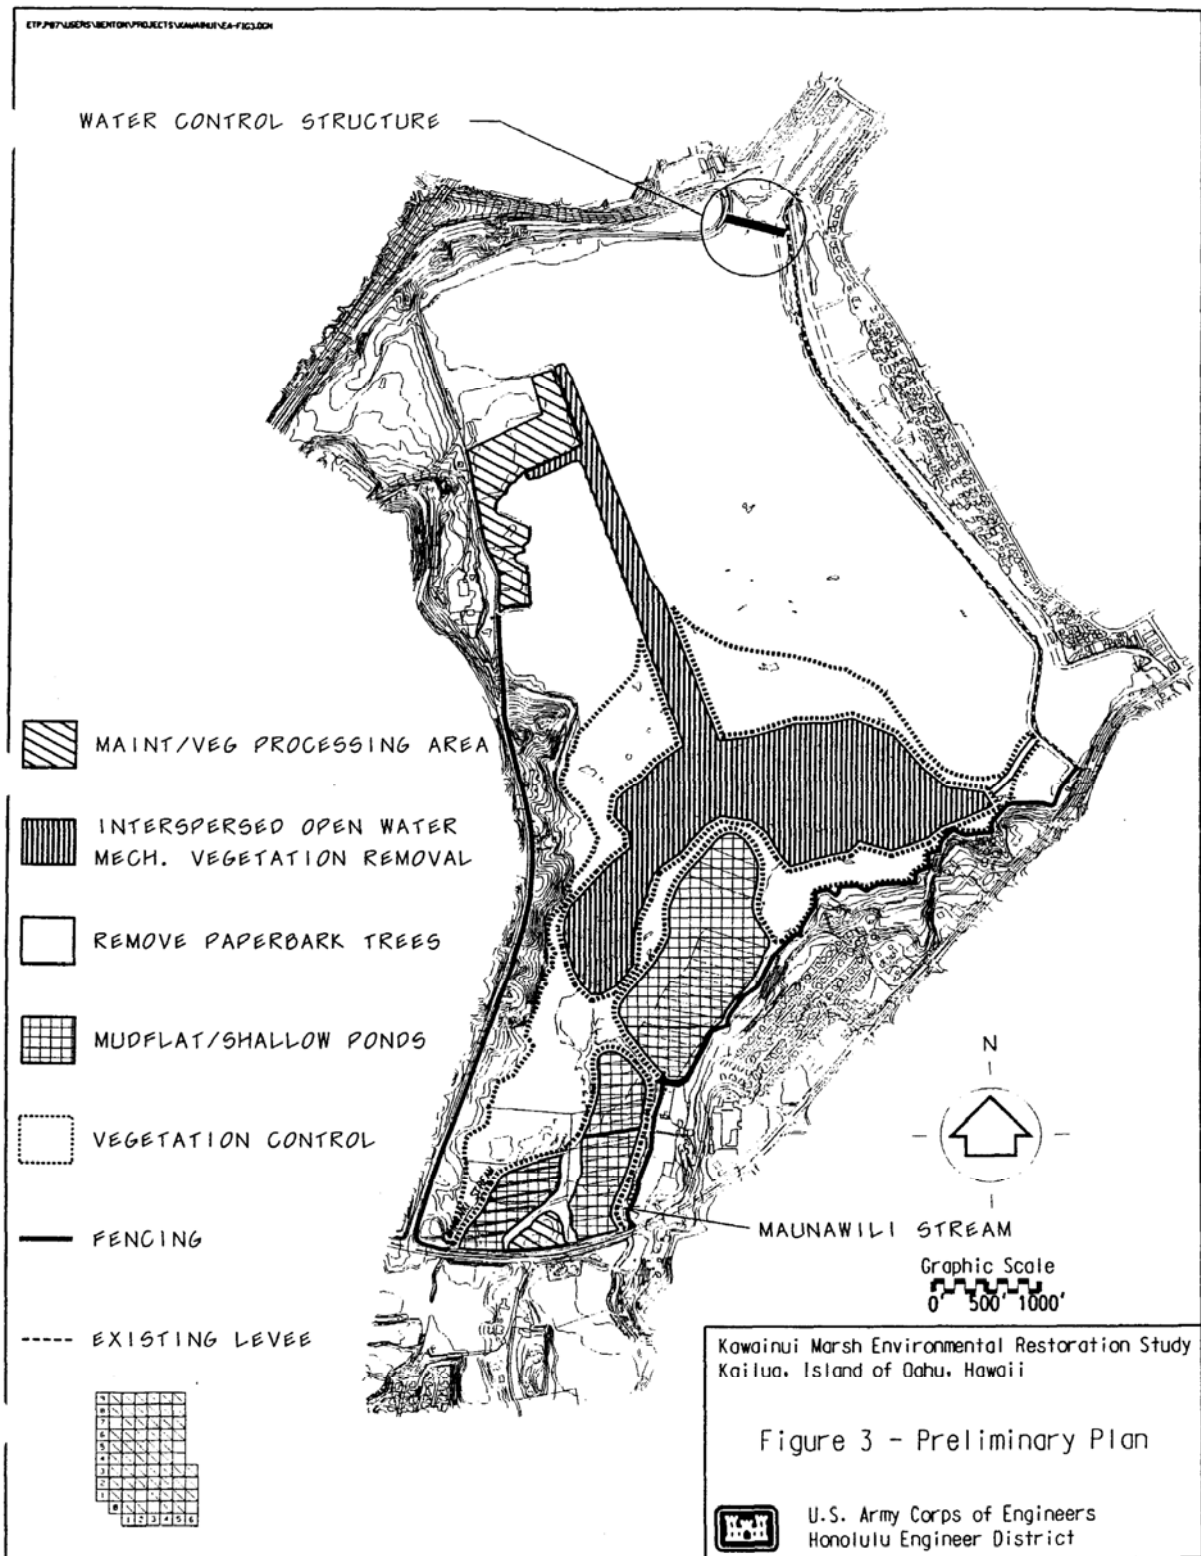 WATER CONTROL STRUCTURE
MAINT/VEG PROCESSING AREA
INTERSPERSED OPEN WATER
MECH. VEGETATION REMOVAL
REMOVE PAPERBARK TREES
MUDFLAT/SHALLOW PONDS
VEGETATION CONTROL
FENCING
EXISTING LEVEE
N
MAUNAWILI STREAM
Graphic Scale
0' 500' 1000'
Kawainui Marsh Environmental Restoration Study
Kailua, Island of Oahu, Hawaii
Figure 3 - Preliminary Plan
U.S. Army Corps of Engineers
Honolulu Engineer District